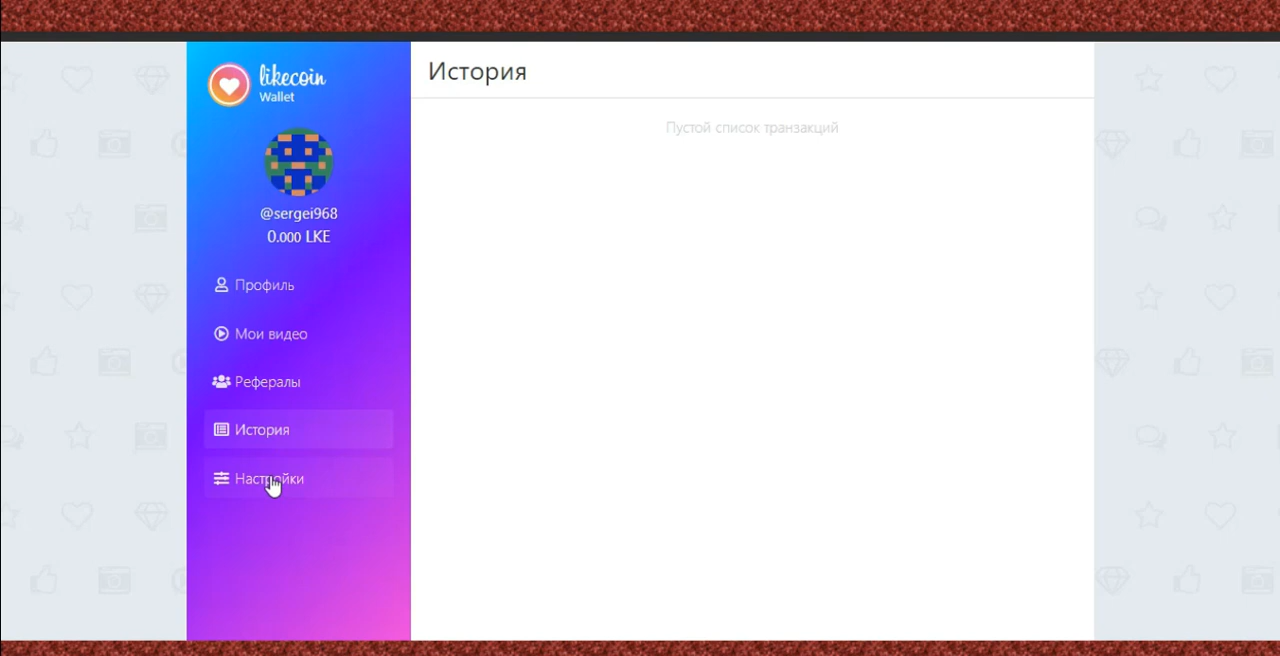 likecoin
Wallet
@sergei968
0.000 LKE
Профиль
Мои видео
Рефералы
История
Настройки
История
Пустой список транзакций